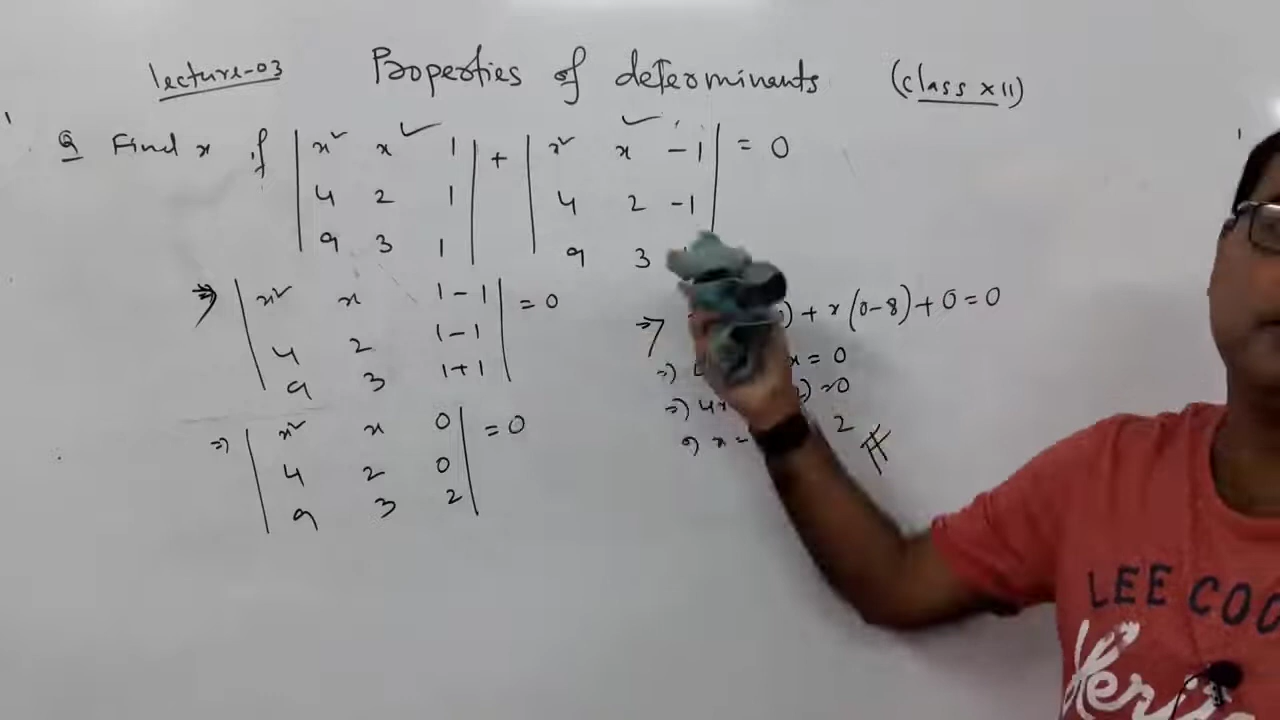 lecture-03 Properties of determinants (class XII)
Q Find x if | x² x 1 | + | x² x -1 | = 0
| 4 2 1 | | 4 2 -1 |
| 9 3 1 | | 9 3
⇒ | x² x 1-1 | = 0
| 4 2 1-1 |
| 9 3 1+1 |
⇒ | x² x 0 | = 0
| 4 2 0 |
| 9 3 2 |
⇒ ) + x (0-8) + 0 = 0
⇒ x = 0
⇒ 4x ) = 0
⇒ x = 2
LEE COO